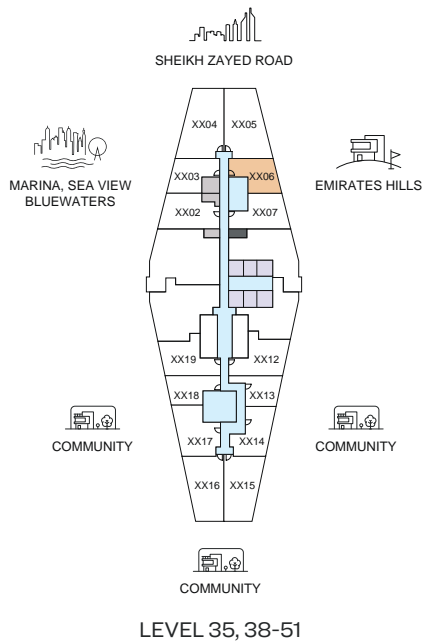 SHEIKH ZAYED ROAD
XX04
XX05
MARINA, SEA VIEW
BLUEWATERS
XX03
XX06
EMIRATES HILLS
XX02
XX07
XX19
XX12
XX18
XX13
COMMUNITY
XX17
XX14
COMMUNITY
XX16
XX15
COMMUNITY
LEVEL 35, 38-51